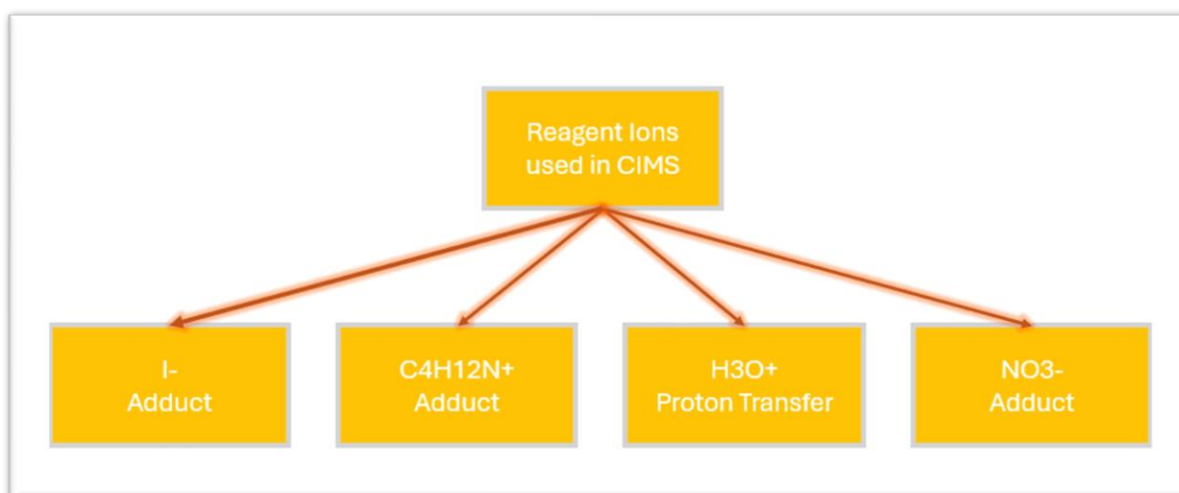 Reagent Ions
used in CIMS
I-
Adduct
C4H12N+
Adduct
H3O+
Proton Transfer
NO3-
Adduct